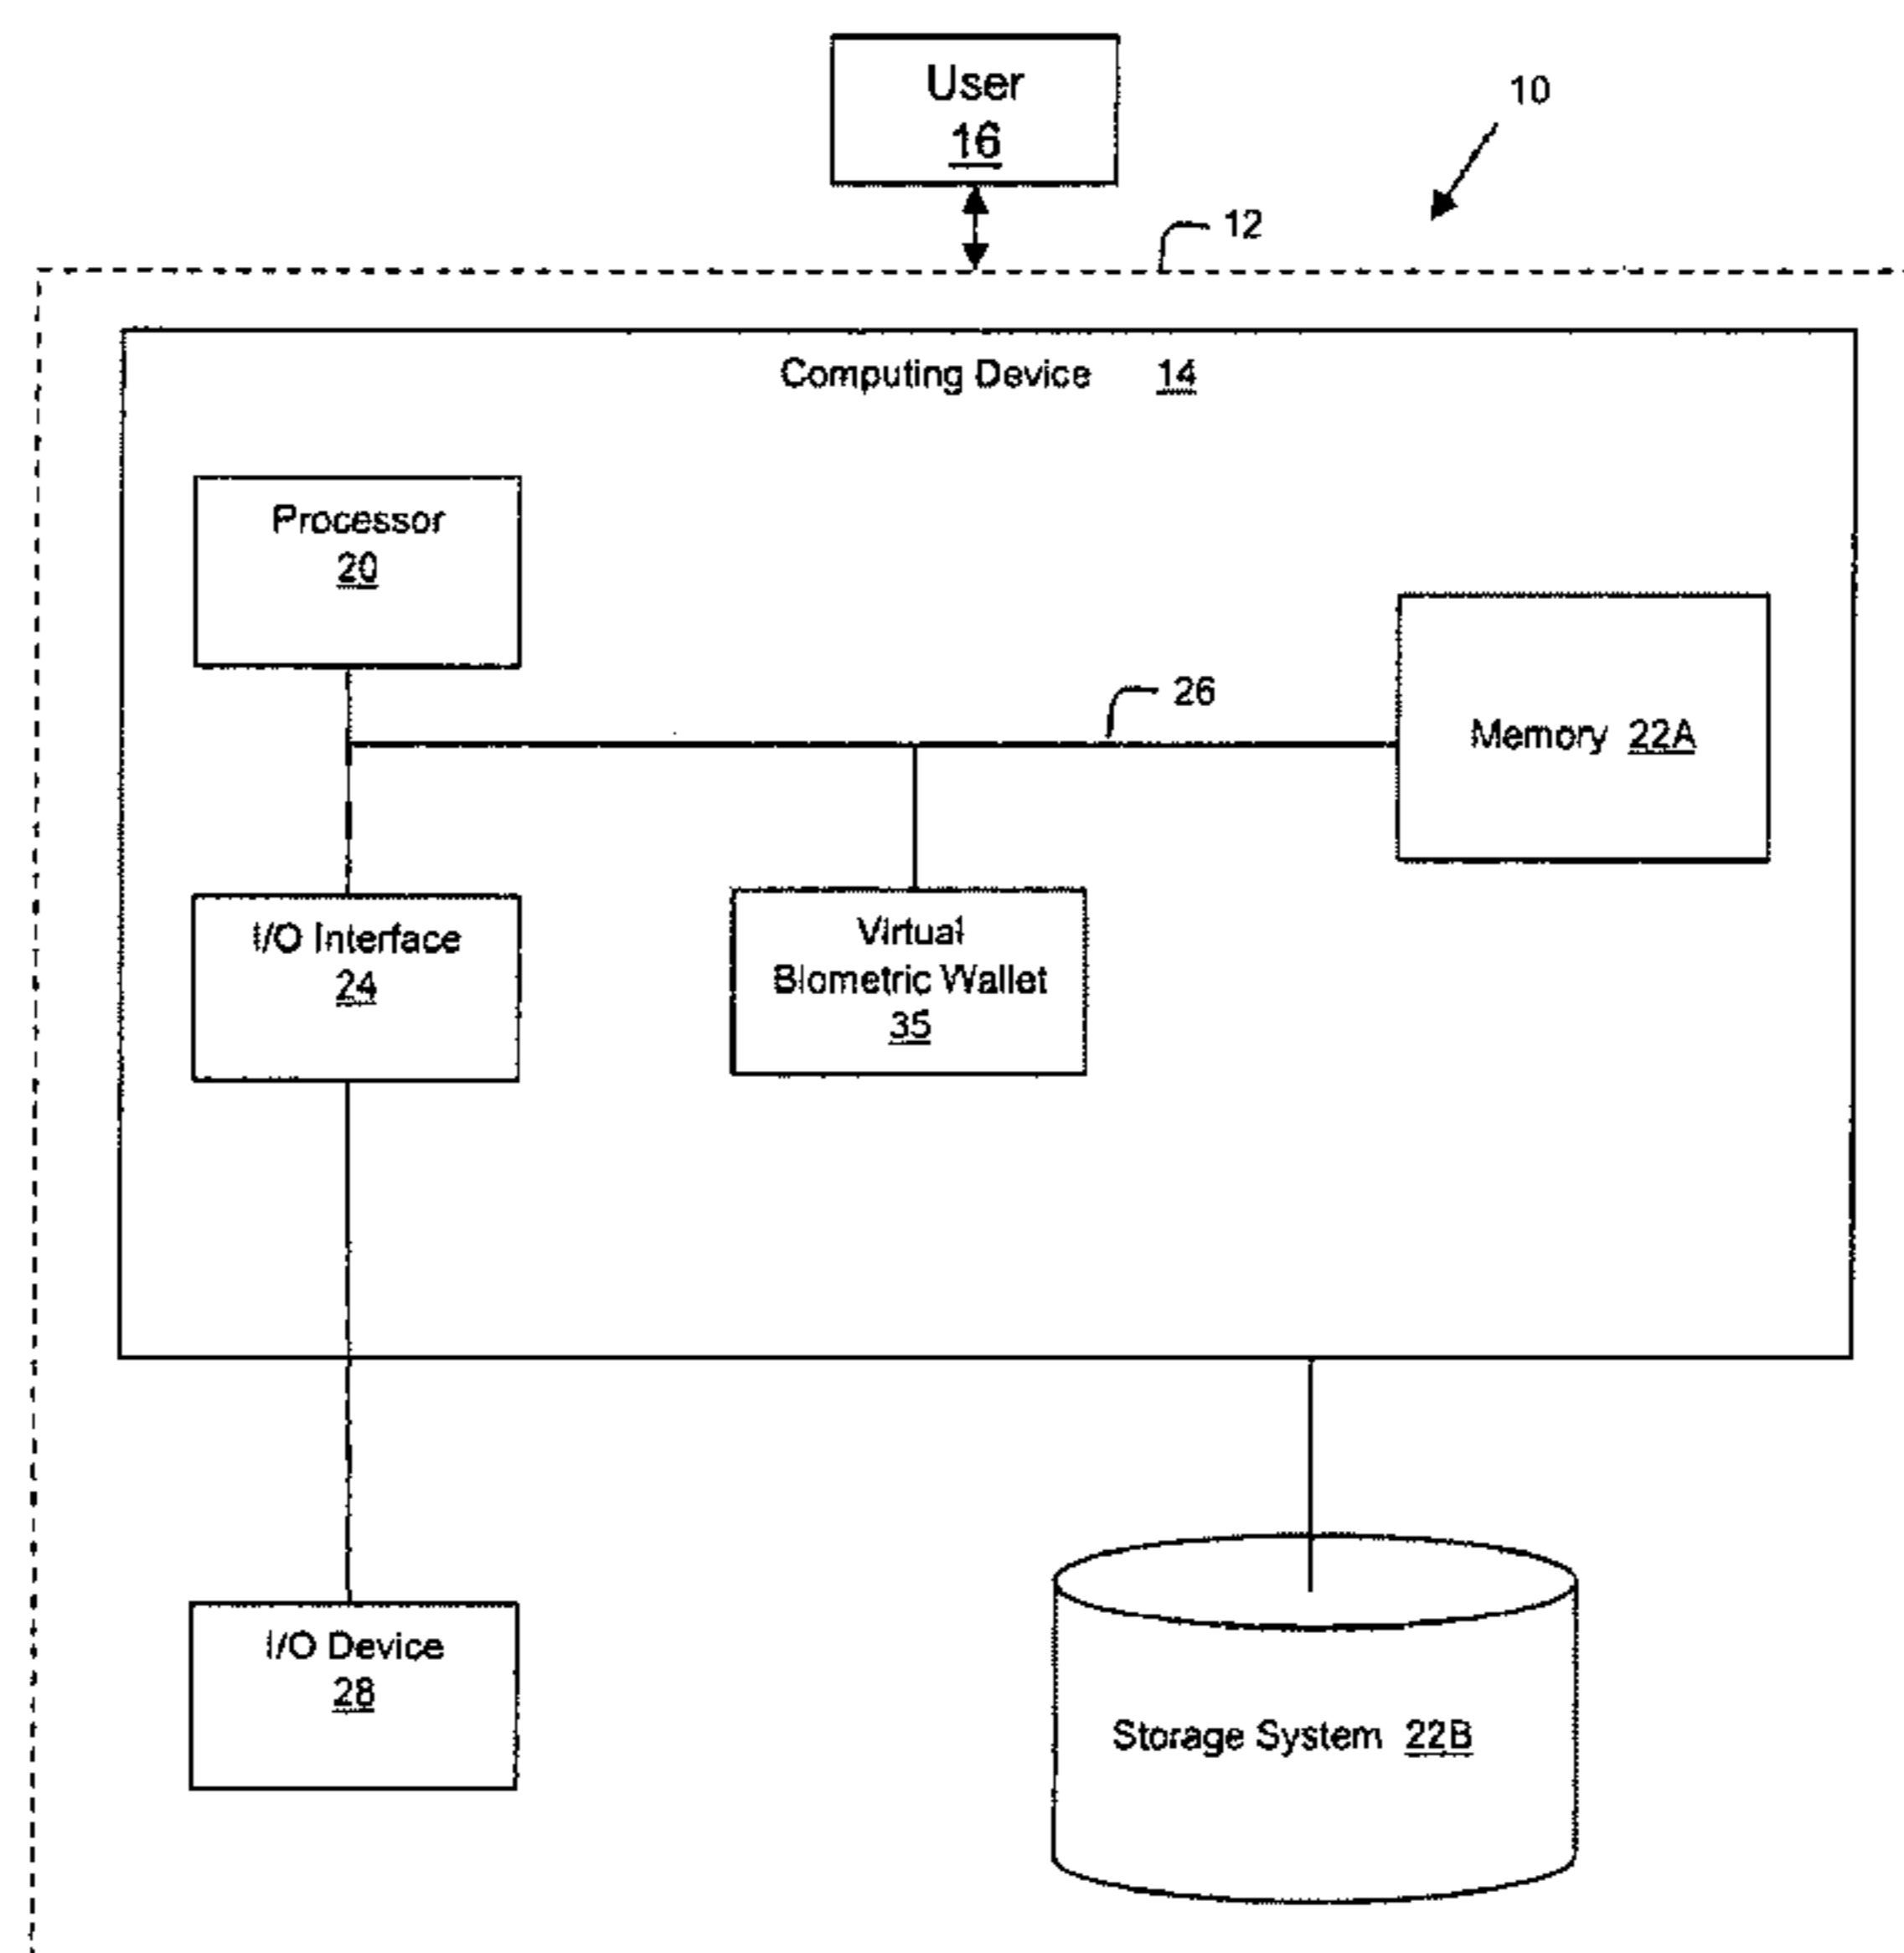 User
16
10
12
Computing Device 14
Processor
20
26
Memory 22A
I/O Interface
24
Virtual
Biometric Wallet
35
I/O Device
28
Storage System 22B